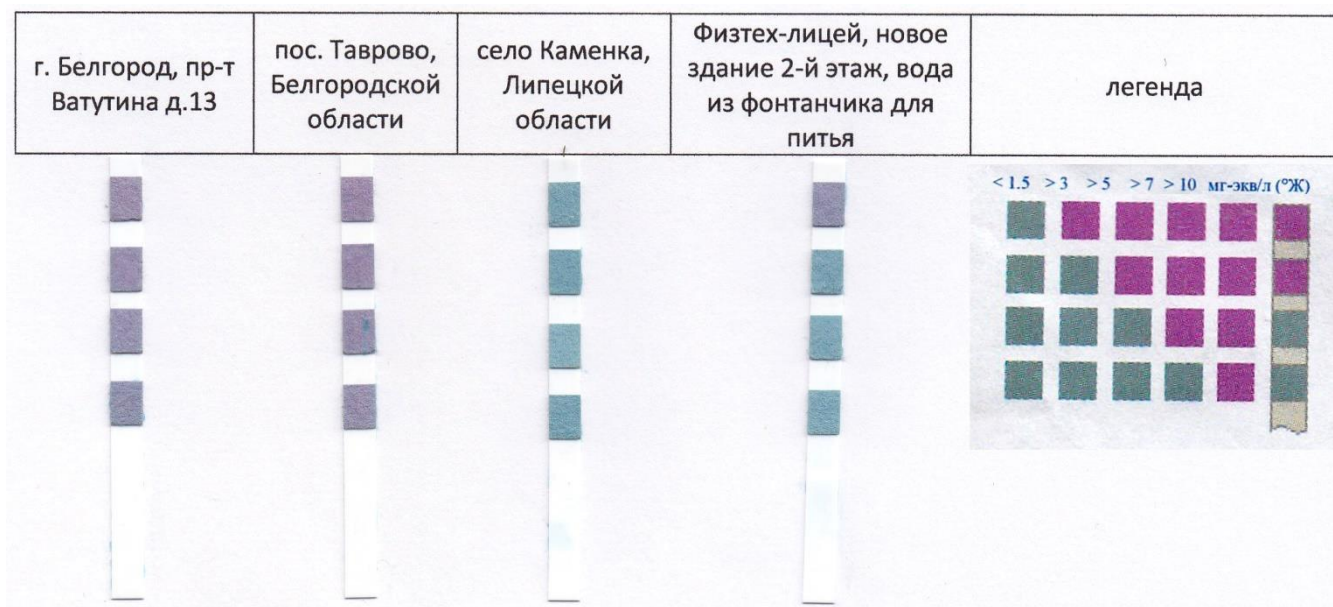 г. Белгород, пр-т
Ватутина д.13
пос. Таврово,
Белгородской
области
село Каменка,
Липецкой
области
Физтех-лицей, новое
здание 2-й этаж, вода
из фонтанчика для
питья
легенда
< 1.5 > 3 > 5 > 7 > 10 мг-экв/л (°Ж)